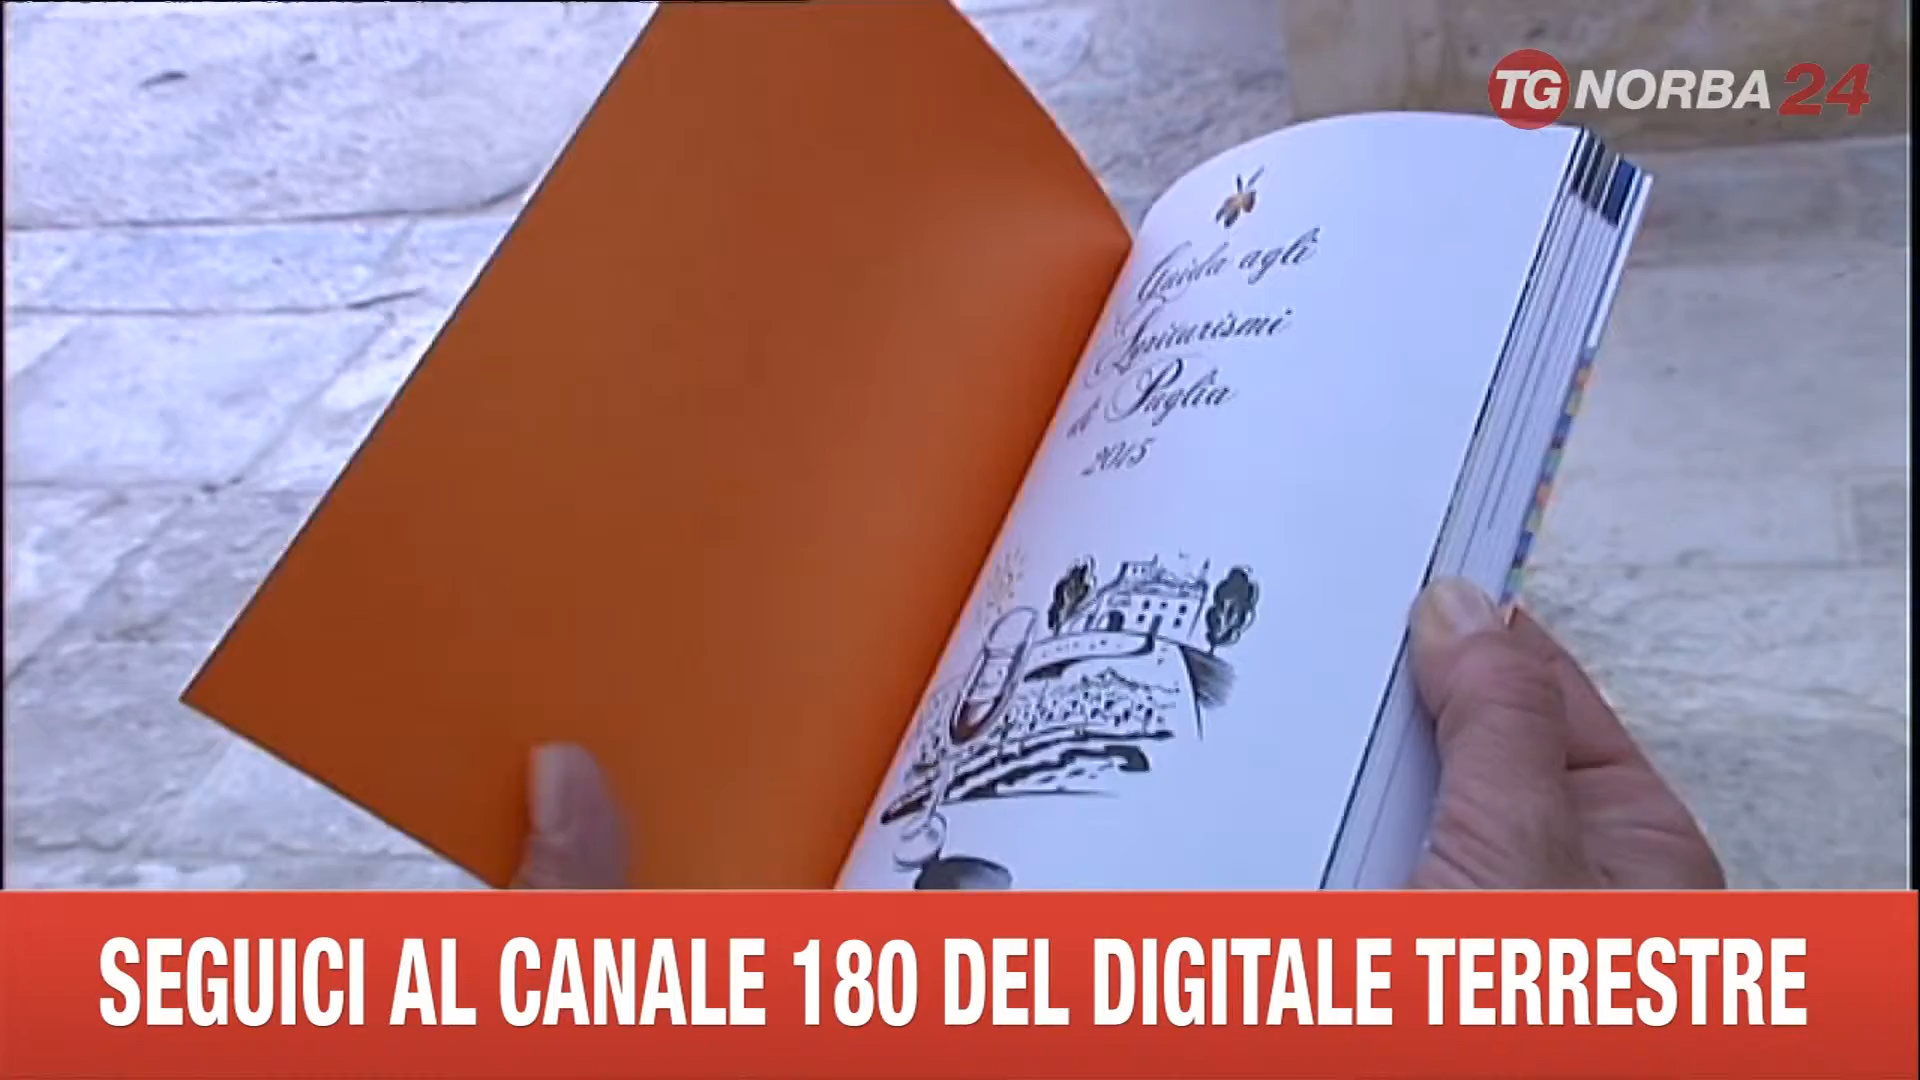 TG NORBA 24
Guida agli
Agriturismi
di Puglia
2015
SEGUICI AL CANALE 180 DEL DIGITALE TERRESTRE